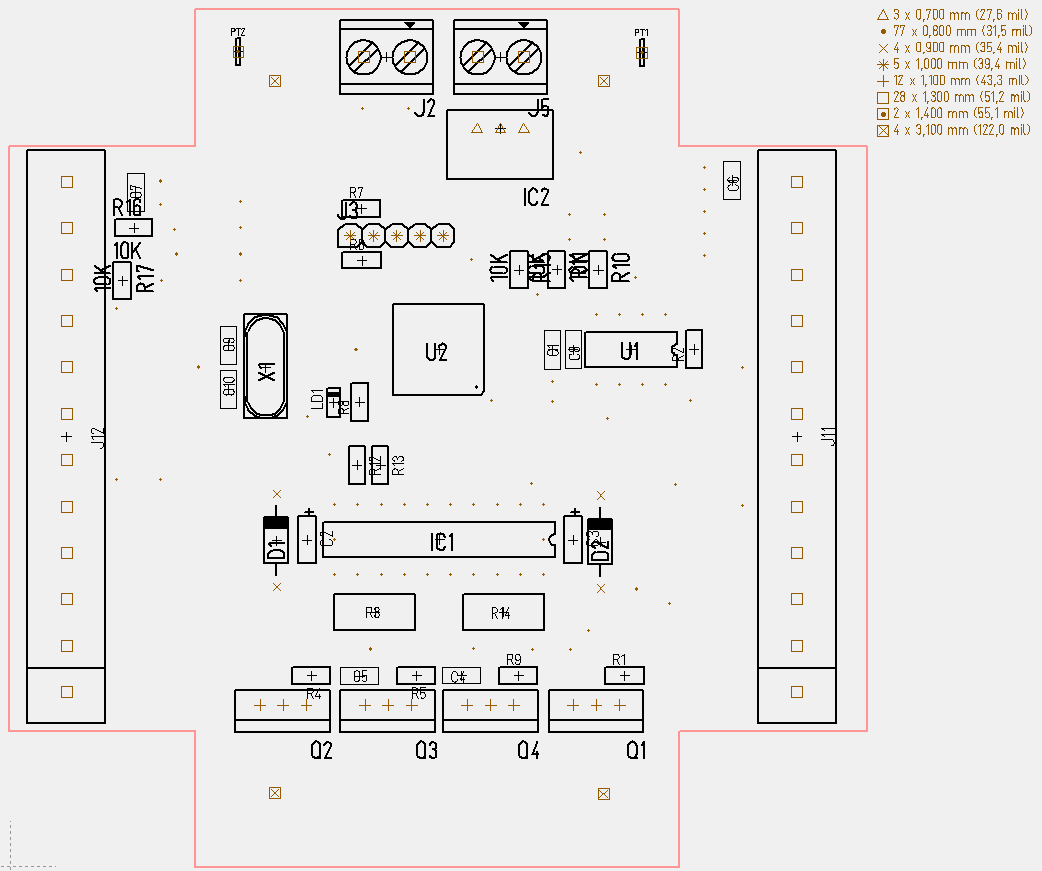 3 x 0,700 mm (27,6 mil)
77 x 0,800 mm (31,5 mil)
4 x 0,900 mm (35,4 mil)
5 x 1,000 mm (39,4 mil)
12 x 1,100 mm (43,3 mil)
28 x 1,300 mm (51,2 mil)
2 x 1,400 mm (55,1 mil)
4 x 3,100 mm (122,0 mil)
PT2
PT1
J2
J5
IC2
R7
J3
R16
10K
10K
R17
10K
R10
X1
U2
U1
R2
LD1
J12
J11
R13
D1
C2
IC1
D2
R14
R9
R1
C4
R4
R5
Q2
Q3
Q4
Q1